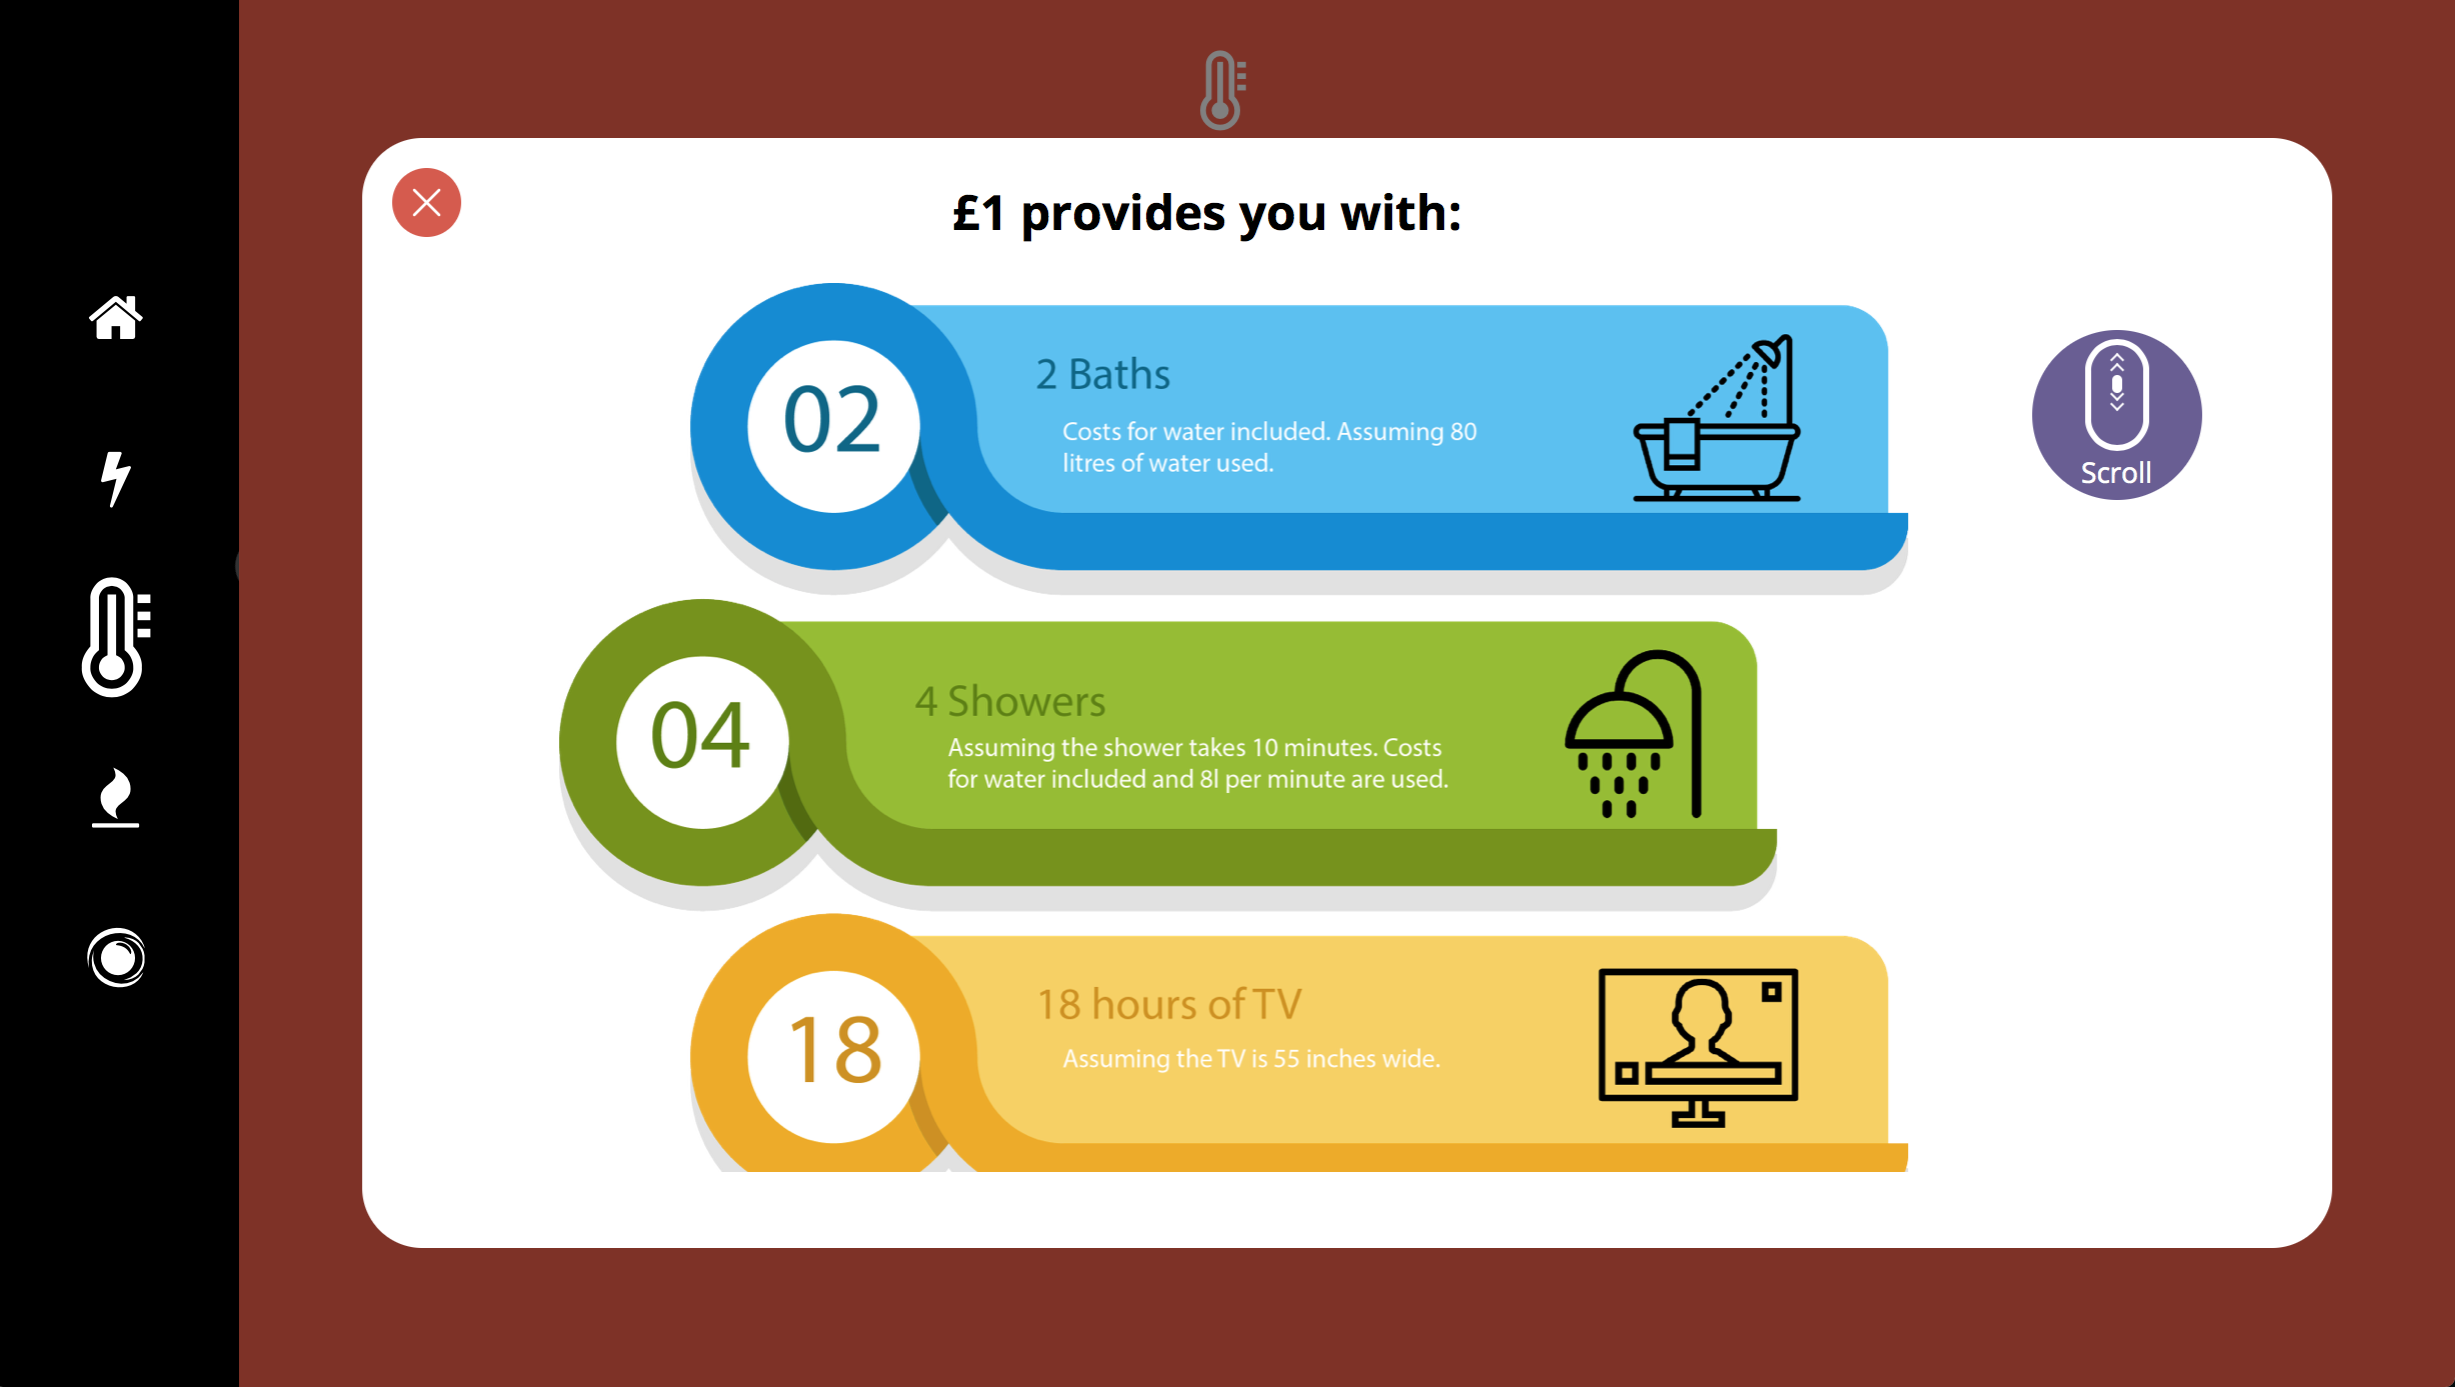 £1 provides you with:
02
2 Baths
Costs for water included. Assuming 80
litres of water used.
Scroll
04
4 Showers
Assuming the shower takes 10 minutes. Costs
for water included and 8l per minute are used.
18
18 hours of TV
Assuming the TV is 55 inches wide.